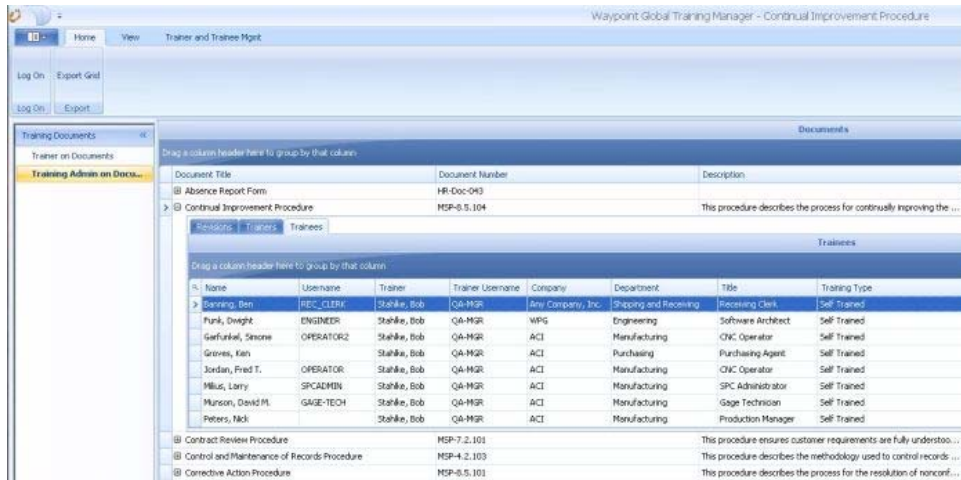 Waypoint Global Training Manager - Continual Improvement Procedure
Home View Trainer and Trainee Mgmt
Log On Export Grid
Log On Export
Training Documents «
Documents
Trainer on Documents
Drag a column header here to group by that column
Training Admin on Docu...
Document Title Document Number Description
Absence Report Form HR-Doc-043
Continual Improvement Procedure MSP-8.5.104 This procedure describes the process for continually improving the ...
Revisions Trainers Trainees
Trainees
Drag a column header here to group by that column
Name Username Trainer Trainer Username Company Department Title Training Type
Banning, Ben REC_CLERK Stahlke, Bob QA-MGR Any Company, Inc. Shipping and Receiving Receiving Clerk Self Trained
Funk, Dwight ENGINEER Stahlke, Bob QA-MGR WPG Engineering Software Architect Self Trained
Garfunkel, Simone OPERATOR2 Stahlke, Bob QA-MGR ACI Manufacturing CNC Operator Self Trained
Groves, Ken Stahlke, Bob QA-MGR ACI Purchasing Purchasing Agent Self Trained
Jordan, Fred T. OPERATOR Stahlke, Bob QA-MGR ACI Manufacturing CNC Operator Self Trained
Milius, Larry SPCADMIN Stahlke, Bob QA-MGR ACI Manufacturing SPC Administrator Self Trained
Munson, David M. GAGE-TECH Stahlke, Bob QA-MGR ACI Manufacturing Gage Technician Self Trained
Peters, Nick Stahlke, Bob QA-MGR ACI Manufacturing Production Manager Self Trained
Contract Review Procedure MSP-7.2.101 This procedure ensures customer requirements are fully understoo...
Control and Maintenance of Records Procedure MSP-4.2.103 This procedure describes the methodology used to control records ...
Corrective Action Procedure MSP-8.5.101 This procedure describes the process for the resolution of nonconf...